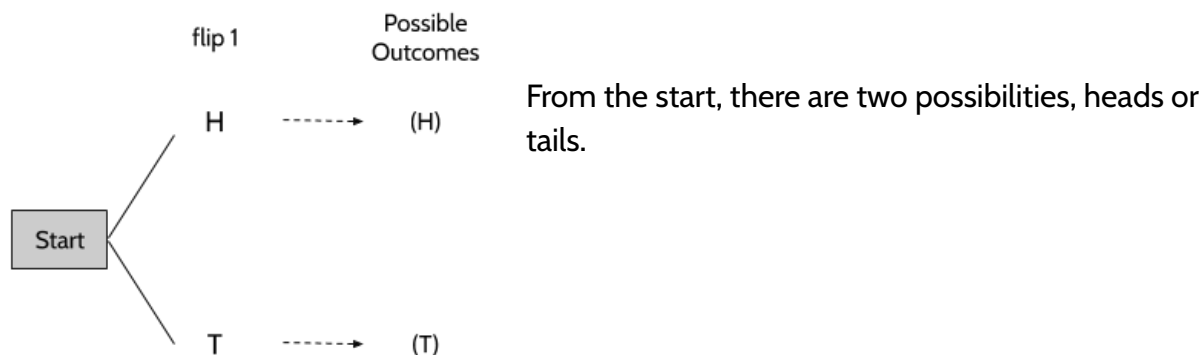 flip 1
Possible
Outcomes
From the start, there are two possibilities, heads or
tails.
H
(H)
Start
T
(T)